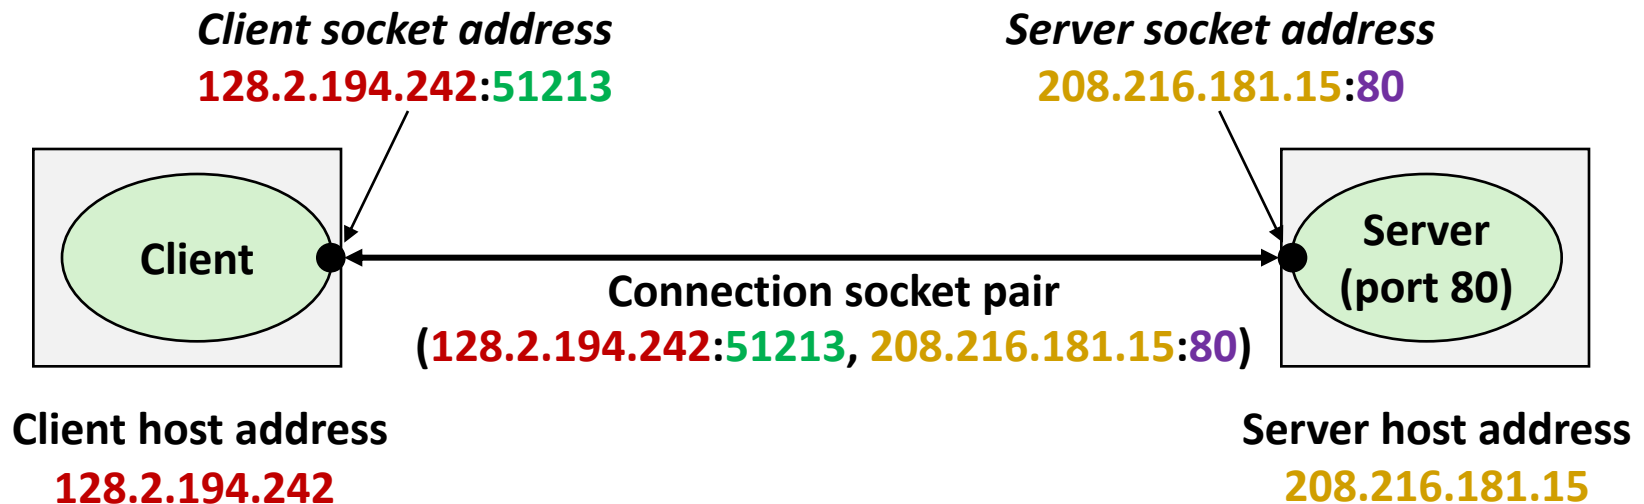 Client socket address
128.2.194.242:51213
Server socket address
208.216.181.15:80
Client
Server
(port 80)
Connection socket pair
(128.2.194.242:51213, 208.216.181.15:80)
Client host address
128.2.194.242
Server host address
208.216.181.15